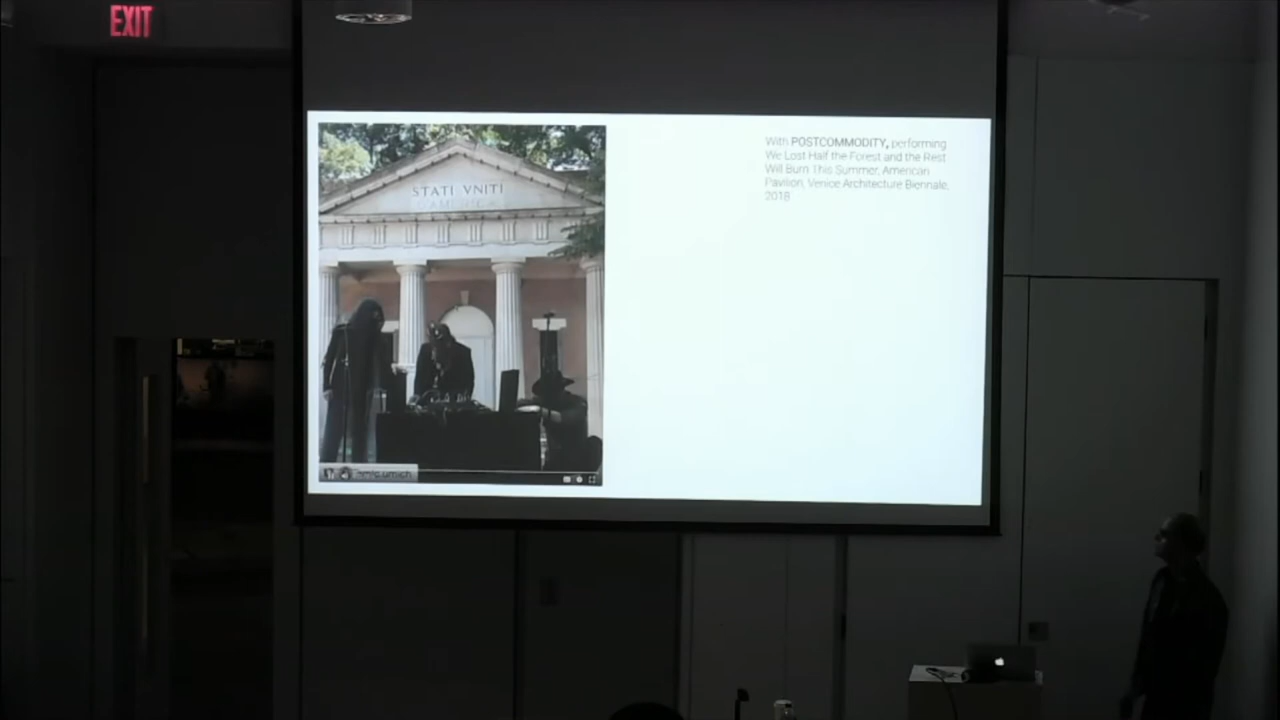 EXIT
STATI VNITI
D'AMERICA
With POSTCOMMODITY, performing
We Lost Half the Forest and the Rest
Will Burn This Summer, American
Pavilion, Venice Architecture Biennale,
2018